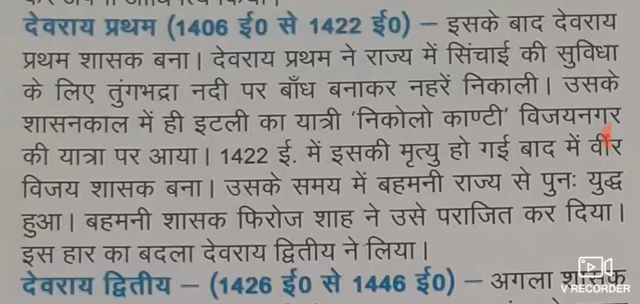 देवराय प्रथम (1406 ई0 से 1422 ई0) – इसके बाद देवराय
प्रथम शासक बना। देवराय प्रथम ने राज्य में सिंचाई की सुविधा
के लिए तुंगभद्रा नदी पर बाँध बनाकर नहरें निकाली। उसके
शासनकाल में ही इटली का यात्री 'निकोलो काण्टी' विजयनगर
की यात्रा पर आया। 1422 ई. में इसकी मृत्यु हो गई बाद में वीर
विजय शासक बना। उसके समय में बहमनी राज्य से पुनः युद्ध
हुआ। बहमनी शासक फिरोज शाह ने उसे पराजित कर दिया।
इस हार का बदला देवराय द्वितीय ने लिया।
देवराय द्वितीय – (1426 ई0 से 1446 ई0) – अगला शासक
V RECORDER